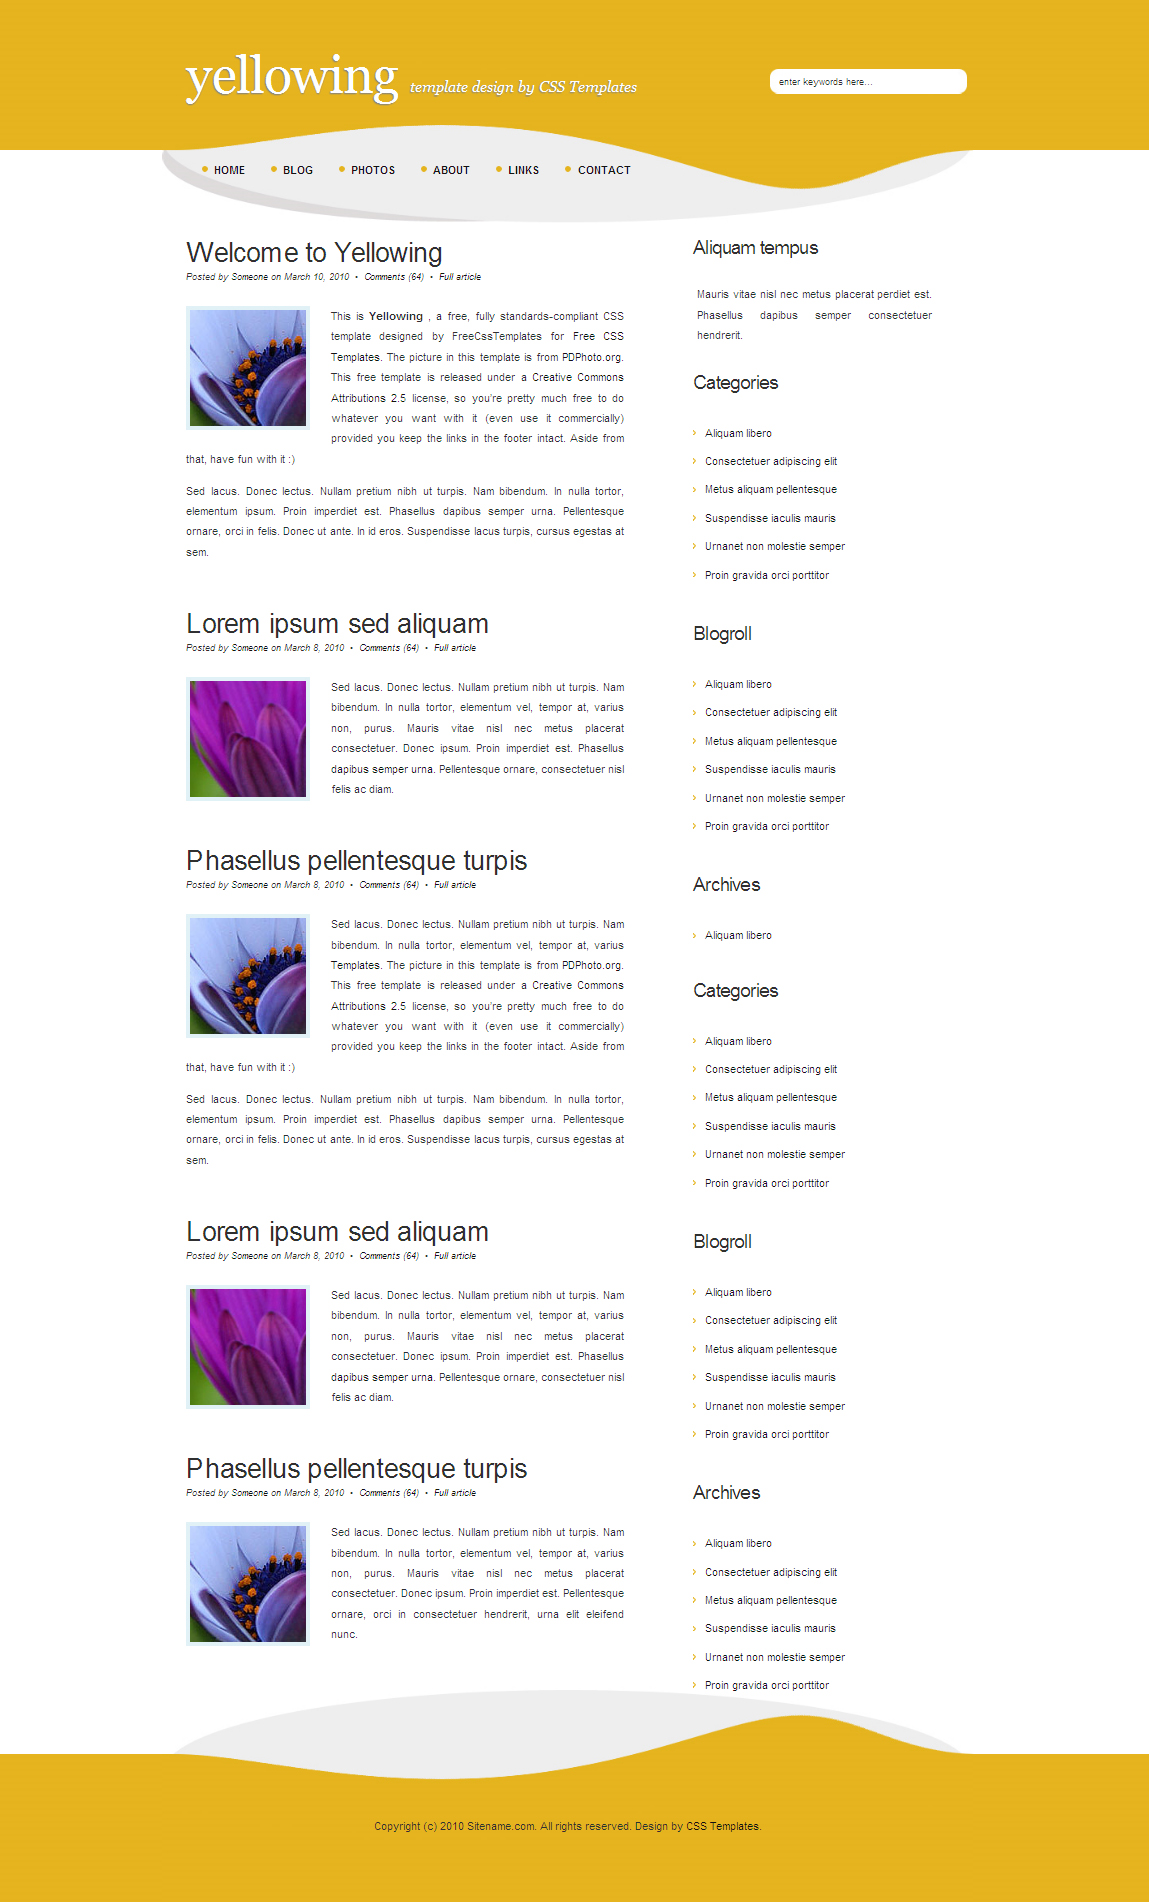 yellowing template design by CSS Templates
enter keywords here...
HOME
BLOG
PHOTOS
ABOUT
LINKS
CONTACT
Welcome to Yellowing
Posted by Someone on March 10, 2010 • Comments (64) • Full article
This is Yellowing , a free, fully standards-compliant CSS
template designed by FreeCssTemplates for Free CSS
Templates. The picture in this template is from PDPhoto.org.
This free template is released under a Creative Commons
Attributions 2.5 license, so you're pretty much free to do
whatever you want with it (even use it commercially)
provided you keep the links in the footer intact. Aside from
that, have fun with it :)
Sed lacus. Donec lectus. Nullam pretium nibh ut turpis. Nam bibendum. In nulla tortor,
elementum ipsum. Proin imperdiet est. Phasellus dapibus semper urna. Pellentesque
ornare, orci in felis. Donec ut ante. In id eros. Suspendisse lacus turpis, cursus egestas at
sem.
Lorem ipsum sed aliquam
Posted by Someone on March 8, 2010 • Comments (64) • Full article
Sed lacus. Donec lectus. Nullam pretium nibh ut turpis. Nam
bibendum. In nulla tortor, elementum vel, tempor at, varius
non, purus. Mauris vitae nisl nec metus placerat
consectetuer. Donec ipsum. Proin imperdiet est. Phasellus
dapibus semper urna. Pellentesque ornare, consectetuer nisl
felis ac diam.
Phasellus pellentesque turpis
Posted by Someone on March 8, 2010 • Comments (64) • Full article
Sed lacus. Donec lectus. Nullam pretium nibh ut turpis. Nam
bibendum. In nulla tortor, elementum vel, tempor at, varius
Templates. The picture in this template is from PDPhoto.org.
This free template is released under a Creative Commons
Attributions 2.5 license, so you're pretty much free to do
whatever you want with it (even use it commercially)
provided you keep the links in the footer intact. Aside from
that, have fun with it :)
Sed lacus. Donec lectus. Nullam pretium nibh ut turpis. Nam bibendum. In nulla tortor,
elementum ipsum. Proin imperdiet est. Phasellus dapibus semper urna. Pellentesque
ornare, orci in felis. Donec ut ante. In id eros. Suspendisse lacus turpis, cursus egestas at
sem.
Lorem ipsum sed aliquam
Posted by Someone on March 8, 2010 • Comments (64) • Full article
Sed lacus. Donec lectus. Nullam pretium nibh ut turpis. Nam
bibendum. In nulla tortor, elementum vel, tempor at, varius
non, purus. Mauris vitae nisl nec metus placerat
consectetuer. Donec ipsum. Proin imperdiet est. Phasellus
dapibus semper urna. Pellentesque ornare, consectetuer nisl
felis ac diam.
Phasellus pellentesque turpis
Posted by Someone on March 8, 2010 • Comments (64) • Full article
Sed lacus. Donec lectus. Nullam pretium nibh ut turpis. Nam
bibendum. In nulla tortor, elementum vel, tempor at, varius
non, purus. Mauris vitae nisl nec metus placerat
consectetuer. Donec ipsum. Proin imperdiet est. Pellentesque
ornare, orci in consectetuer hendrerit, urna elit eleifend
nunc.
Aliquam tempus
Mauris vitae nisl nec metus placerat perdiet est.
Phasellus dapibus semper consectetuer
hendrerit.
Categories
Aliquam libero
Consectetuer adipiscing elit
Metus aliquam pellentesque
Suspendisse iaculis mauris
Urnanet non molestie semper
Proin gravida orci porttitor
Blogroll
Aliquam libero
Consectetuer adipiscing elit
Metus aliquam pellentesque
Suspendisse iaculis mauris
Urnanet non molestie semper
Proin gravida orci porttitor
Archives
Aliquam libero
Categories
Aliquam libero
Consectetuer adipiscing elit
Metus aliquam pellentesque
Suspendisse iaculis mauris
Urnanet non molestie semper
Proin gravida orci porttitor
Blogroll
Aliquam libero
Consectetuer adipiscing elit
Metus aliquam pellentesque
Suspendisse iaculis mauris
Urnanet non molestie semper
Proin gravida orci porttitor
Archives
Aliquam libero
Consectetuer adipiscing elit
Metus aliquam pellentesque
Suspendisse iaculis mauris
Urnanet non molestie semper
Proin gravida orci porttitor
Copyright (c) 2010 Sitename.com. All rights reserved. Design by CSS Templates.